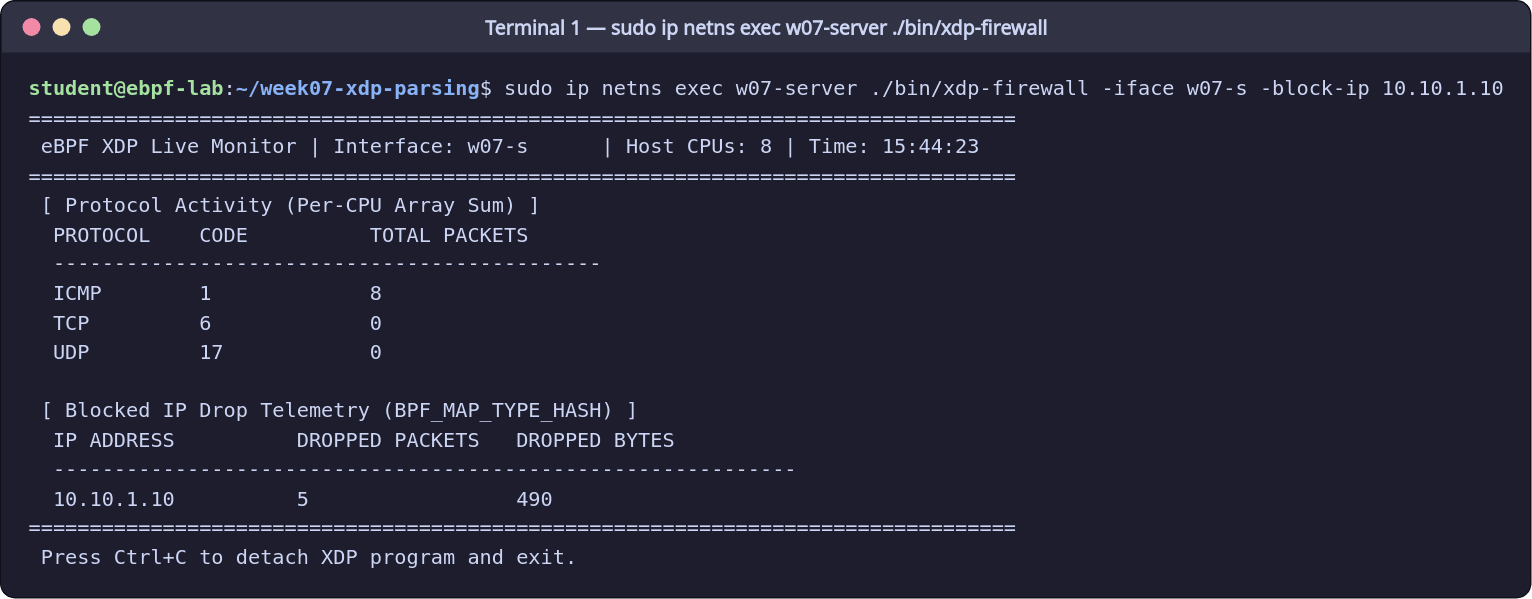 Terminal 1 — sudo ip netns exec w07-server ./bin/xdp-firewall
student@ebpf-lab:~/week07-xdp-parsing$ sudo ip netns exec w07-server ./bin/xdp-firewall -iface w07-s -block-ip 10.10.1.10
=================================================================================
 eBPF XDP Live Monitor | Interface: w07-s      | Host CPUs: 8 | Time: 15:44:23
=================================================================================
 [ Protocol Activity (Per-CPU Array Sum) ]
  PROTOCOL    CODE          TOTAL PACKETS
  ---------------------------------------------
  ICMP        1             8
  TCP         6             0
  UDP         17            0

 [ Blocked IP Drop Telemetry (BPF_MAP_TYPE_HASH) ]
  IP ADDRESS          DROPPED PACKETS   DROPPED BYTES
  -------------------------------------------------------------
  10.10.1.10          5                 490
=================================================================================
 Press Ctrl+C to detach XDP program and exit.